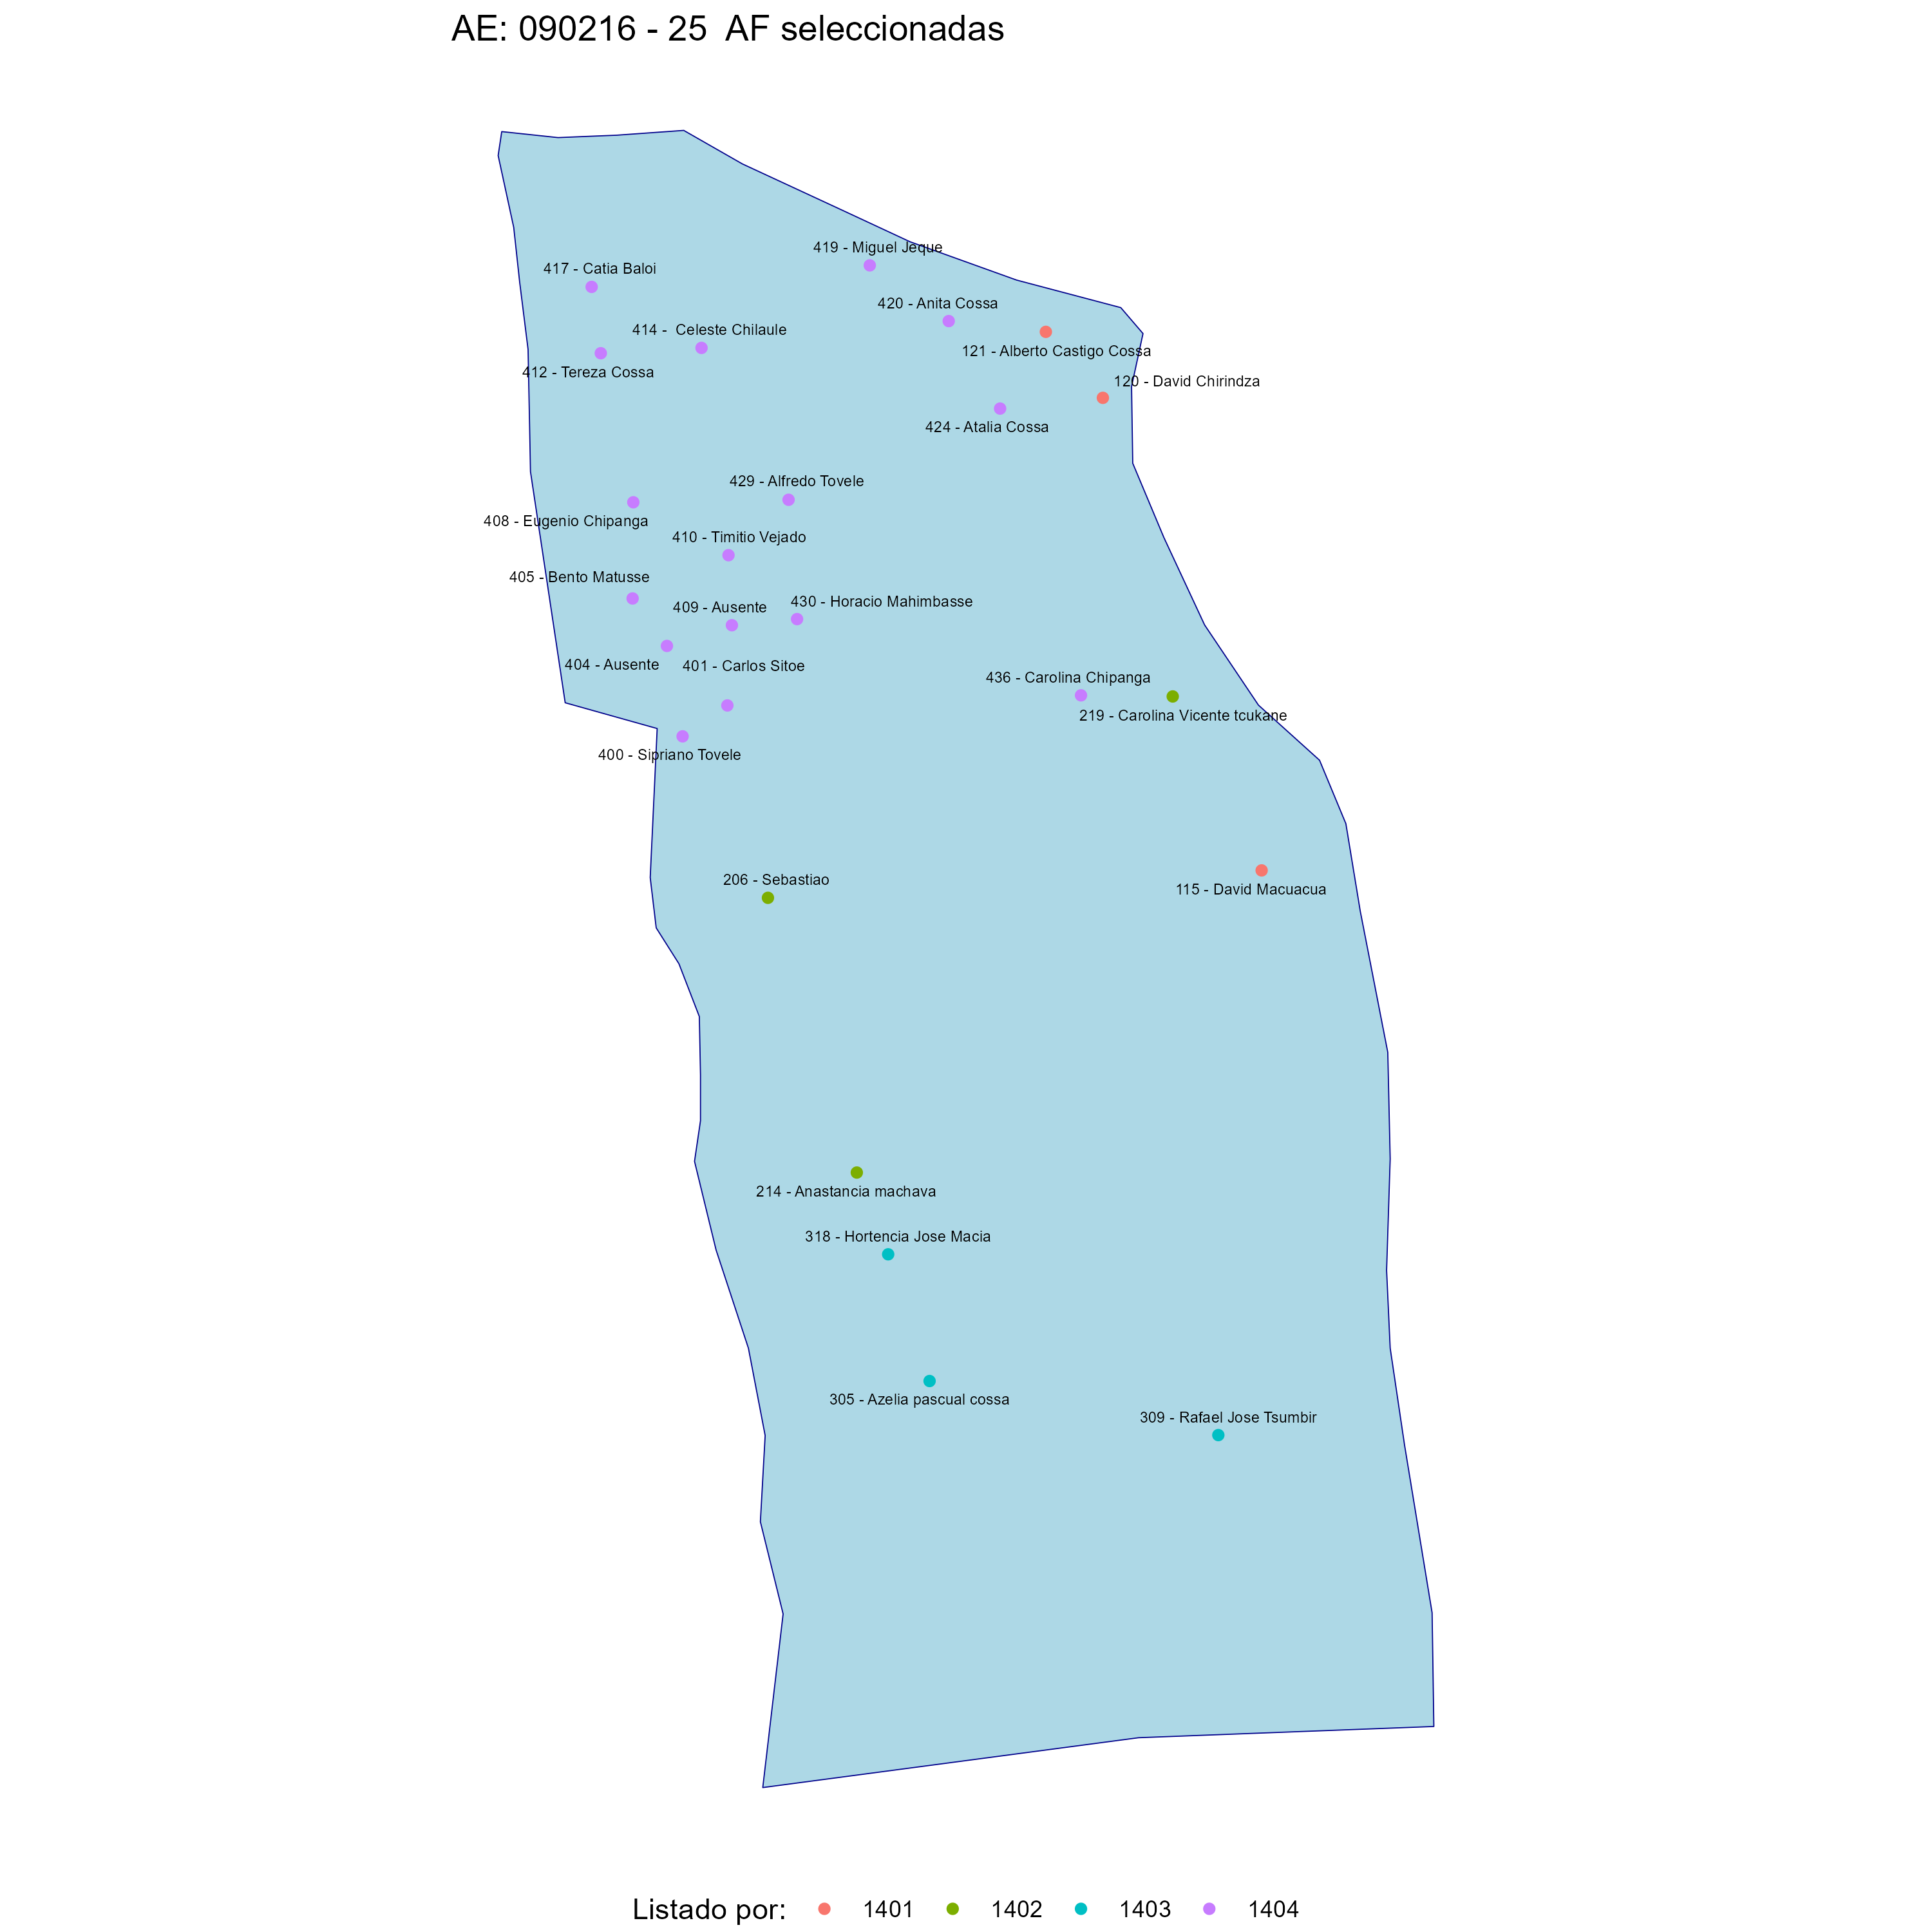 AE: 090216 - 25  AF seleccionadas
419 - Miguel Jeque
417 - Catia Baloi
420 - Anita Cossa
414 -  Celeste Chilaule
121 - Alberto Castigo Cossa
412 - Tereza Cossa
120 - David Chirindza
424 - Atalia Cossa
429 - Alfredo Tovele
408 - Eugenio Chipanga
410 - Timitio Vejado
405 - Bento Matusse
430 - Horacio Mahimbasse
409 - Ausente
404 - Ausente
401 - Carlos Sitoe
436 - Carolina Chipanga
219 - Carolina Vicente tcukane
400 - Sipriano Tovele
206 - Sebastiao
115 - David Macuacua
214 - Anastancia machava
318 - Hortencia Jose Macia
305 - Azelia pascual cossa
309 - Rafael Jose Tsumbir
Listado por: 1401 1402 1403 1404